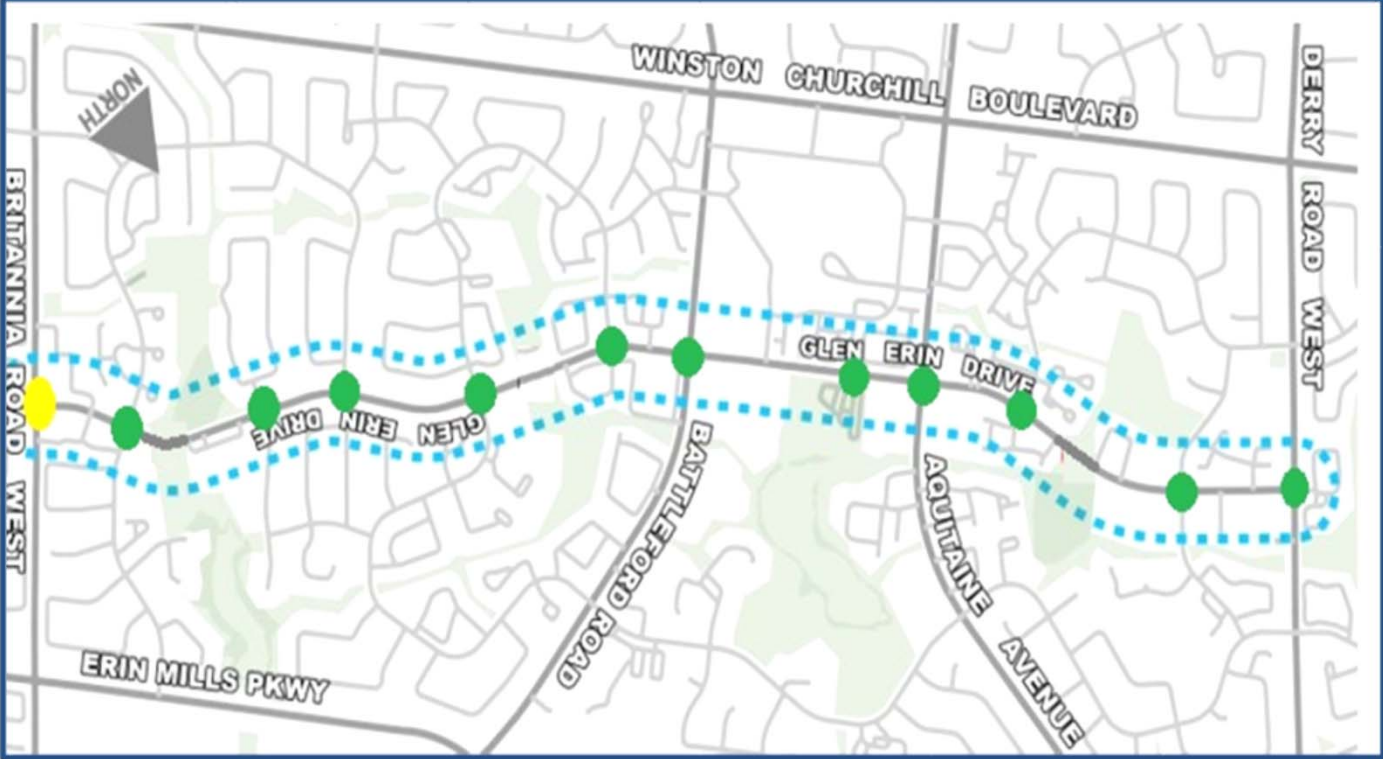 NORTH
WINSTON CHURCHILL BOULEVARD
DERRY ROAD WEST
BRITANNIA ROAD WEST
GLEN ERIN DRIVE
GLEN ERIN DRIVE
BATTLEFORD ROAD
AQUITAINE AVENUE
ERIN MILLS PKWY